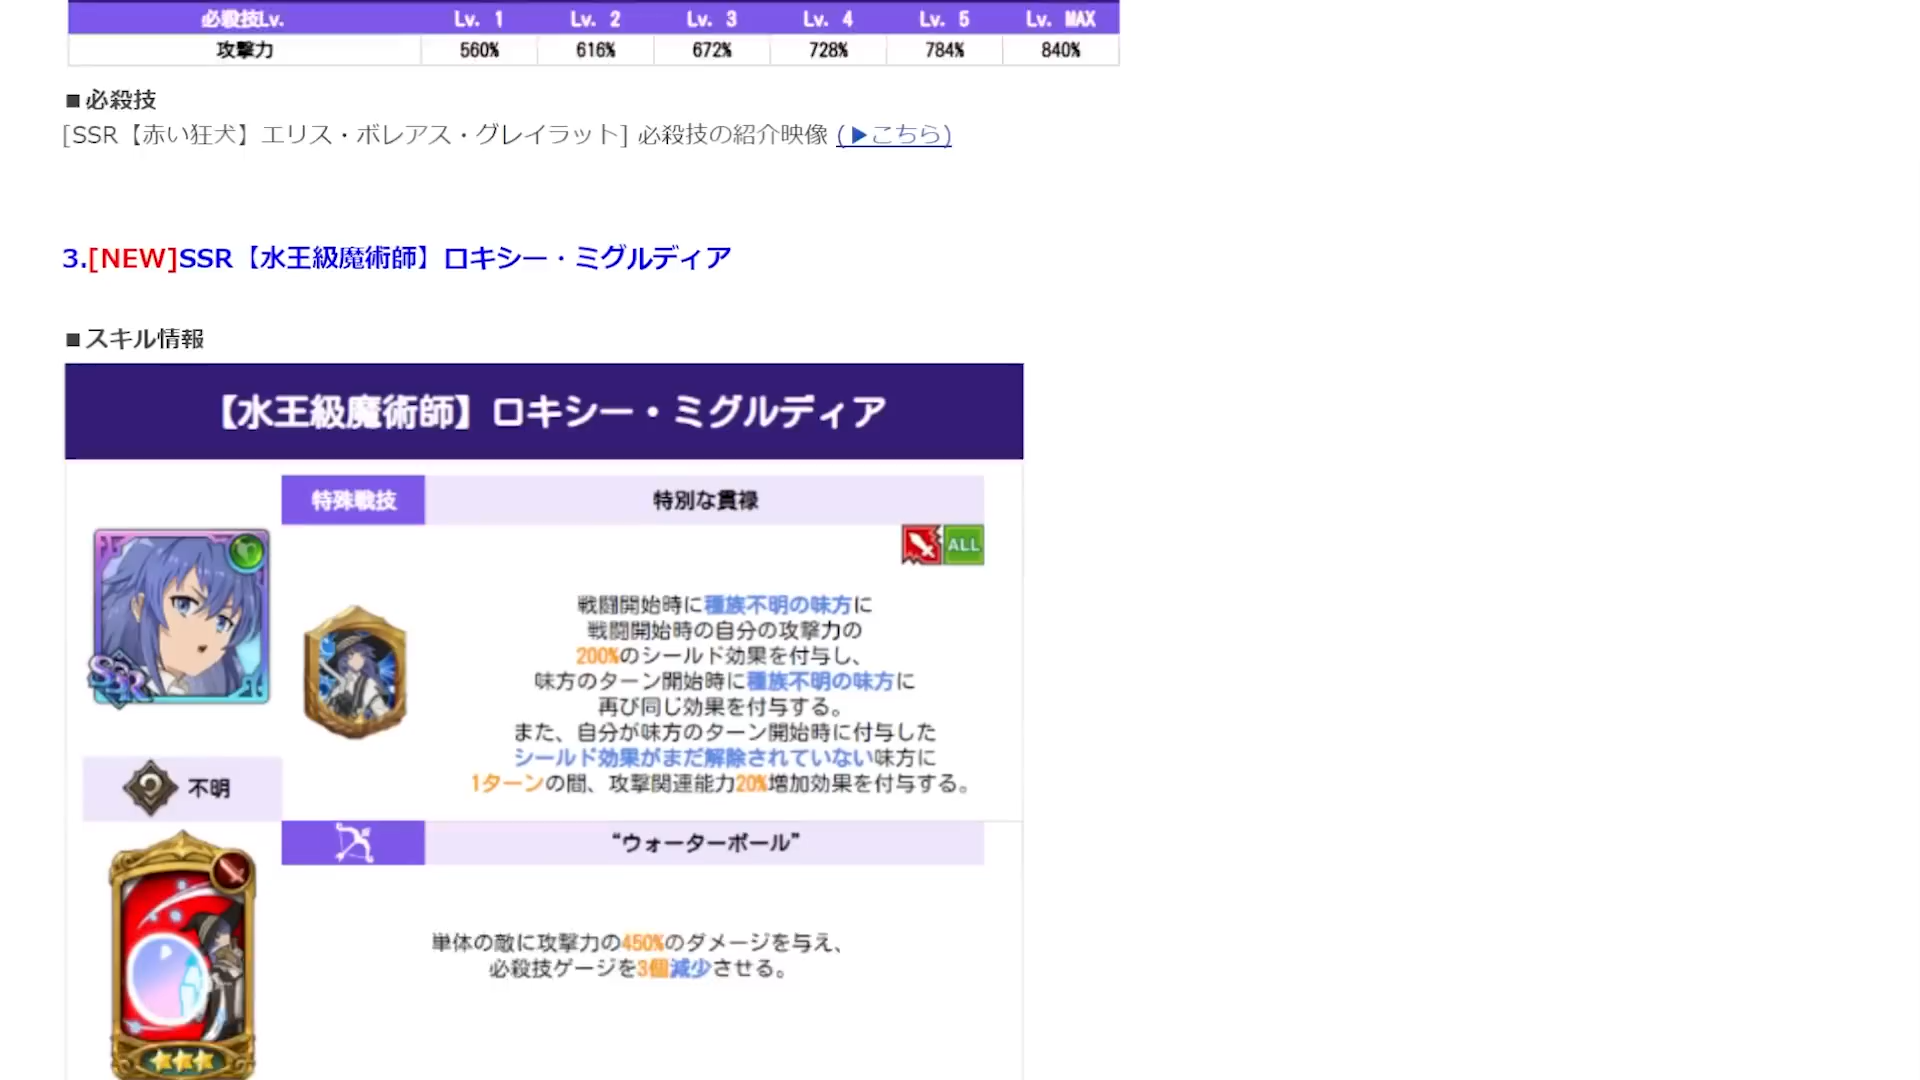 必殺技Lv. Lv. 1 Lv. 2 Lv. 3 Lv. 4 Lv. 5 Lv. MAX
攻撃力 560% 616% 672% 728% 784% 840%
■必殺技
[SSR【赤い狂犬】エリス・ボレアス・グレイラット] 必殺技の紹介映像 (▶こちら)
3.[NEW]SSR【水王級魔術師】ロキシー・ミグルディア
■スキル情報
【水王級魔術師】ロキシー・ミグルディア
特殊戦技 特別な貫禄
ALL
戦闘開始時に種族不明の味方に
戦闘開始時の自分の攻撃力の
200%のシールド効果を付与し、
味方のターン開始時に種族不明の味方に
再び同じ効果を付与する。
また、自分が味方のターン開始時に付与した
シールド効果がまだ解除されていない味方に
1ターンの間、攻撃関連能力20%増加効果を付与する。
SSR
不明
“ウォーターボール”
単体の敵に攻撃力の450%のダメージを与え、
必殺技ゲージを3個減少させる。